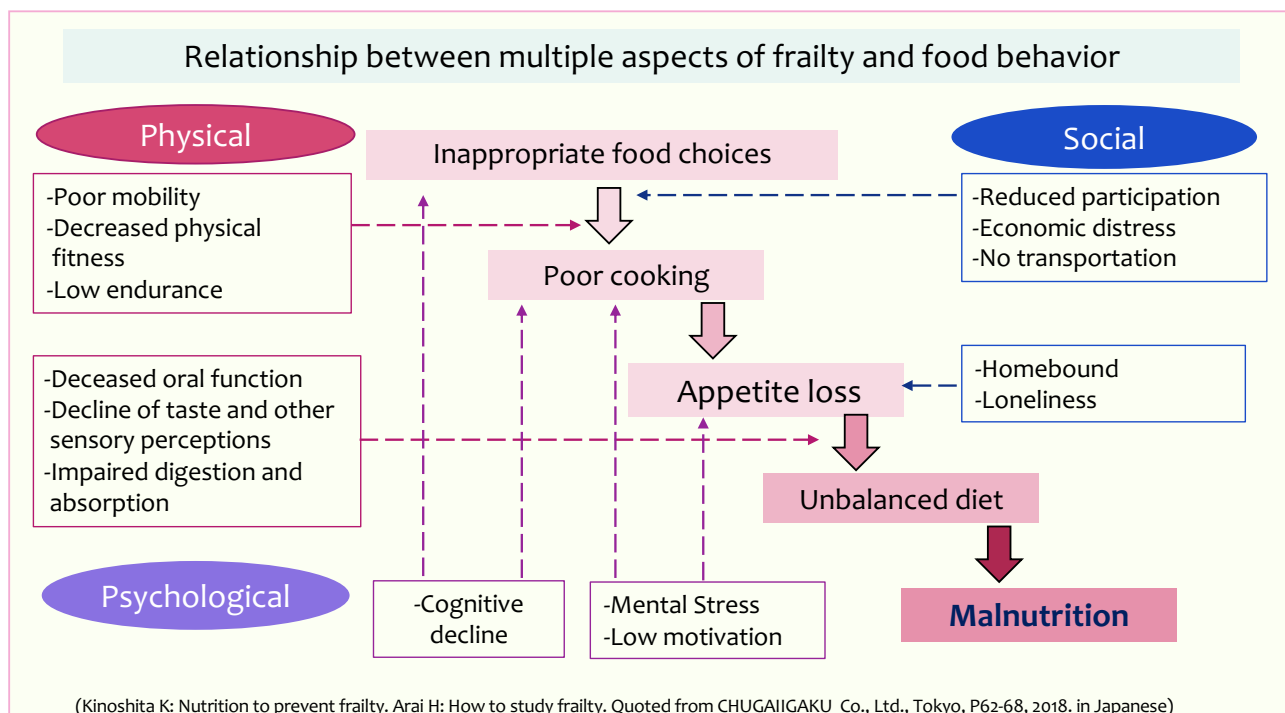 Relationship between multiple aspects of frailty and food behavior
Physical
Inappropriate food choices
Social
-Poor mobility
-Decreased physical
fitness
-Low endurance
-Reduced participation
-Economic distress
-No transportation
Poor cooking
-Deceased oral function
-Decline of taste and other
sensory perceptions
-Impaired digestion and
absorption
Appetite loss
-Homebound
-Loneliness
Unbalanced diet
Psychological
-Cognitive
decline
-Mental Stress
-Low motivation
Malnutrition
(Kinoshita K: Nutrition to prevent frailty. Arai H: How to study frailty. Quoted from CHUGAIIGAKU Co., Ltd., Tokyo, P62-68, 2018. in Japanese)